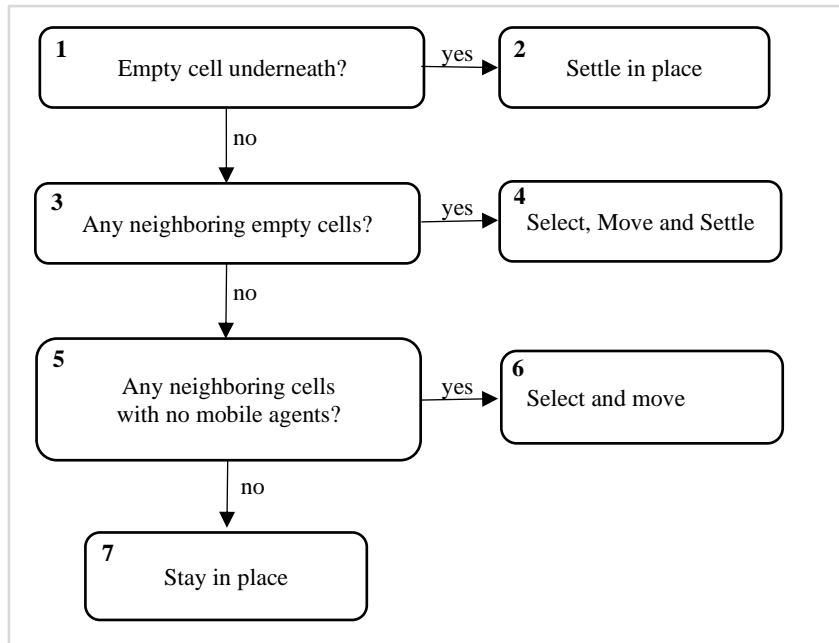 1
Empty cell underneath?
yes
2
Settle in place
no
3
Any neighboring empty cells?
yes
4
Select, Move and Settle
no
5
Any neighboring cells
with no mobile agents?
yes
6
Select and move
no
7
Stay in place